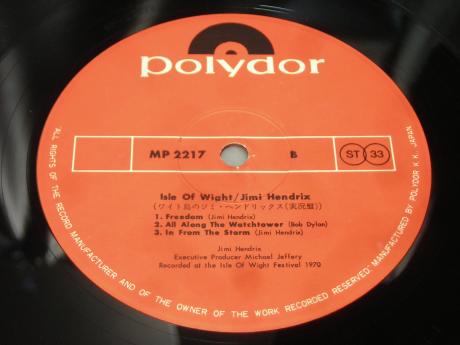 polydor
MP 2217 B ST 33
Isle Of Wight/Jimi Hendrix
(ワイト島のジミ・ヘンドリックス(実況盤))
1. Freedom (Jimi Hendrix)
2. All Along The Watchtower (Bob Dylan)
3. In From The Storm (Jimi Hendrix)
Jimi Hendrix
Executive Producer Michael Jeffery
Recorded at the Isle Of Wight Festival 1970
ALL RIGHTS OF THE RECORD MANUFACTURER AND OF THE OWNER OF THE WORK RECORDED RESERVED· MANUFACTURED BY POLYDOR K.K. JAPAN.